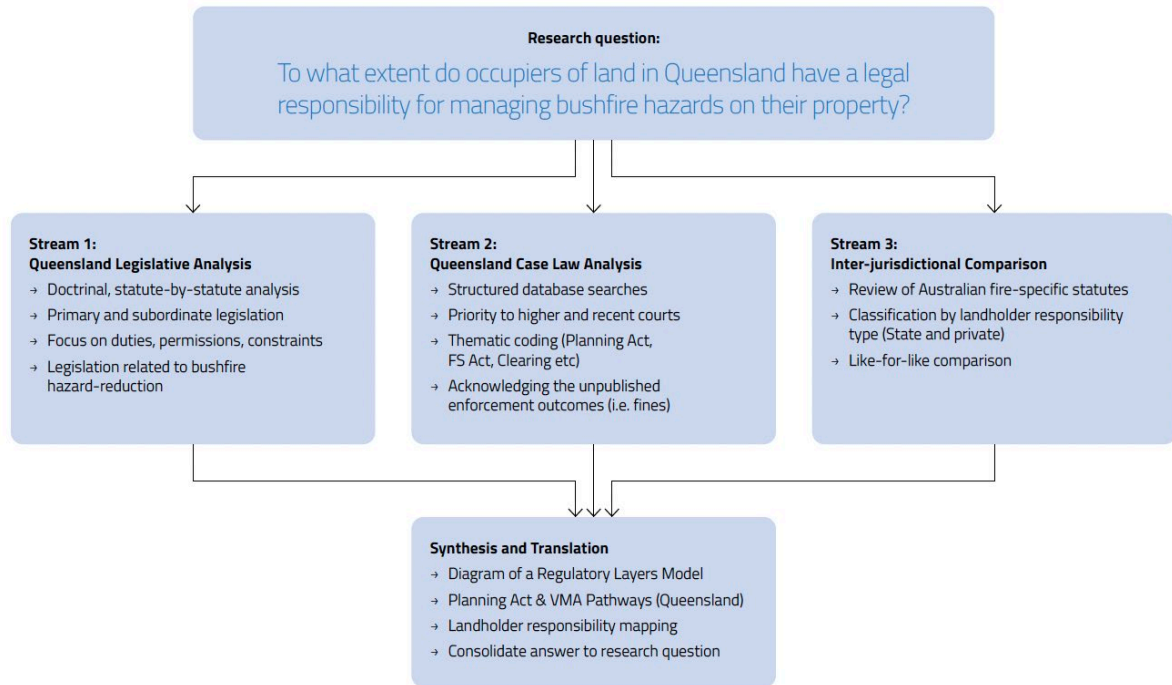 Research question:
To what extent do occupiers of land in Queensland have a legal
responsibility for managing bushfire hazards on their property?
Stream 1:
Queensland Legislative Analysis
→ Doctrinal, statute-by-statute analysis
→ Primary and subordinate legislation
→ Focus on duties, permissions, constraints
→ Legislation related to bushfire
hazard-reduction
Stream 2:
Queensland Case Law Analysis
→ Structured database searches
→ Priority to higher and recent courts
→ Thematic coding (Planning Act,
FS Act, Clearing etc)
→ Acknowledging the unpublished
enforcement outcomes (i.e. fines)
Stream 3:
Inter-jurisdictional Comparison
→ Review of Australian fire-specific statutes
→ Classification by landholder responsibility
type (State and private)
→ Like-for-like comparison
Synthesis and Translation
→ Diagram of a Regulatory Layers Model
→ Planning Act & VMA Pathways (Queensland)
→ Landholder responsibility mapping
→ Consolidate answer to research question